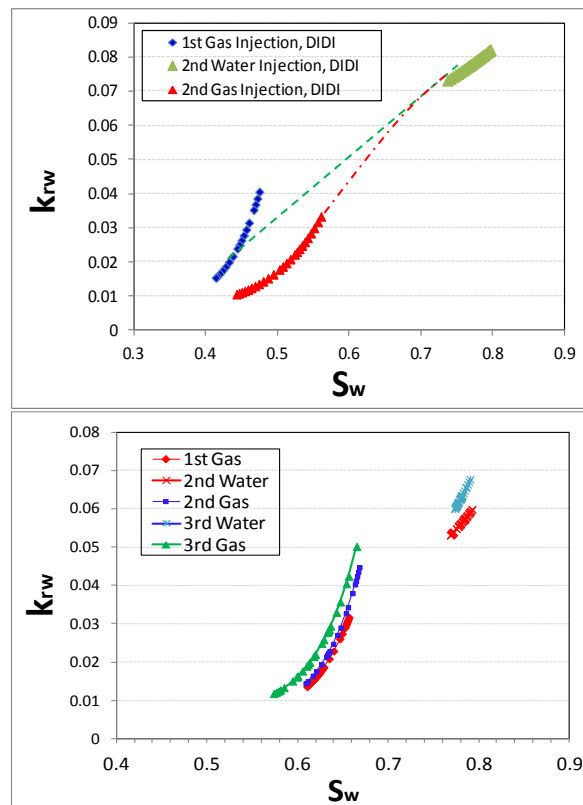 0.09
0.08
0.07
0.06
0.05
0.04
0.03
0.02
0.01
0
krw
1st Gas Injection, DIDI
2nd Water Injection, DIDI
2nd Gas Injection, DIDI
0.3 0.4 0.5 0.6 0.7 0.8 0.9
Sw
0.08
0.07
0.06
0.05
0.04
0.03
0.02
0.01
0
krw
1st Gas
2nd Water
2nd Gas
3rd Water
3rd Gas
0.4 0.5 0.6 0.7 0.8 0.9
Sw